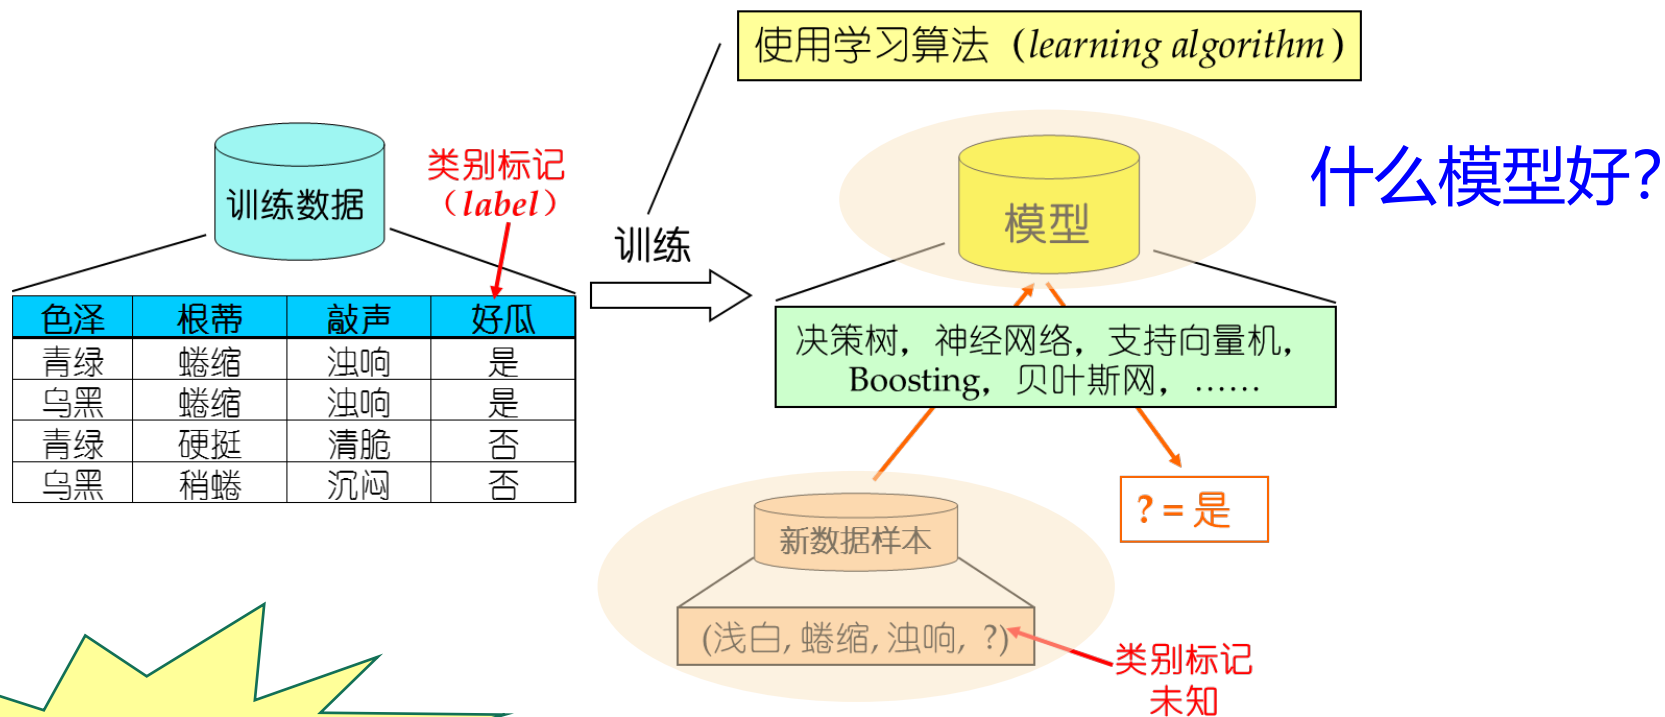 使用学习算法（learning algorithm）
什么模型好?
类别标记
（label）
训练数据
模型
训练
色泽 根蒂 敲声 好瓜
青绿 蜷缩 浊响 是
乌黑 蜷缩 浊响 是
青绿 硬挺 清脆 否
乌黑 稍蜷 沉闷 否
决策树，神经网络，支持向量机，
Boosting，贝叶斯网，……
? = 是
新数据样本
(浅白, 蜷缩, 浊响, ?)
类别标记
未知